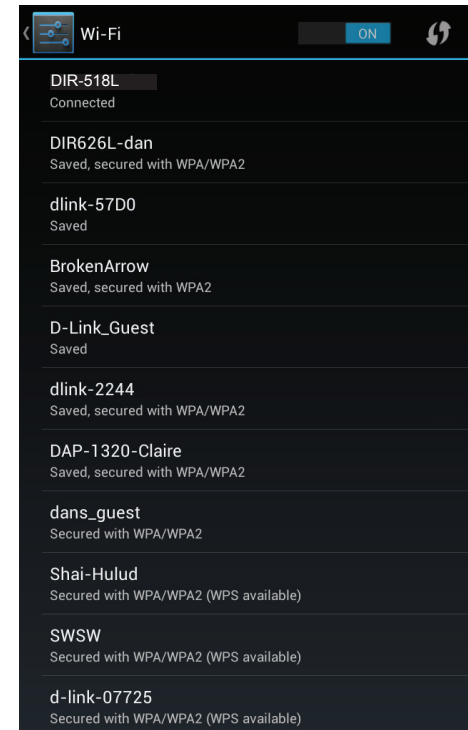 Wi-Fi ON
DIR-518L
Connected
DIR626L-dan
Saved, secured with WPA/WPA2
dlink-57D0
Saved
BrokenArrow
Saved, secured with WPA2
D-Link_Guest
Saved
dlink-2244
Saved, secured with WPA/WPA2
DAP-1320-Claire
Saved, secured with WPA/WPA2
dans_guest
Secured with WPA/WPA2
Shai-Hulud
Secured with WPA/WPA2 (WPS available)
SWSW
Secured with WPA/WPA2 (WPS available)
d-link-07725
Secured with WPA/WPA2 (WPS available)